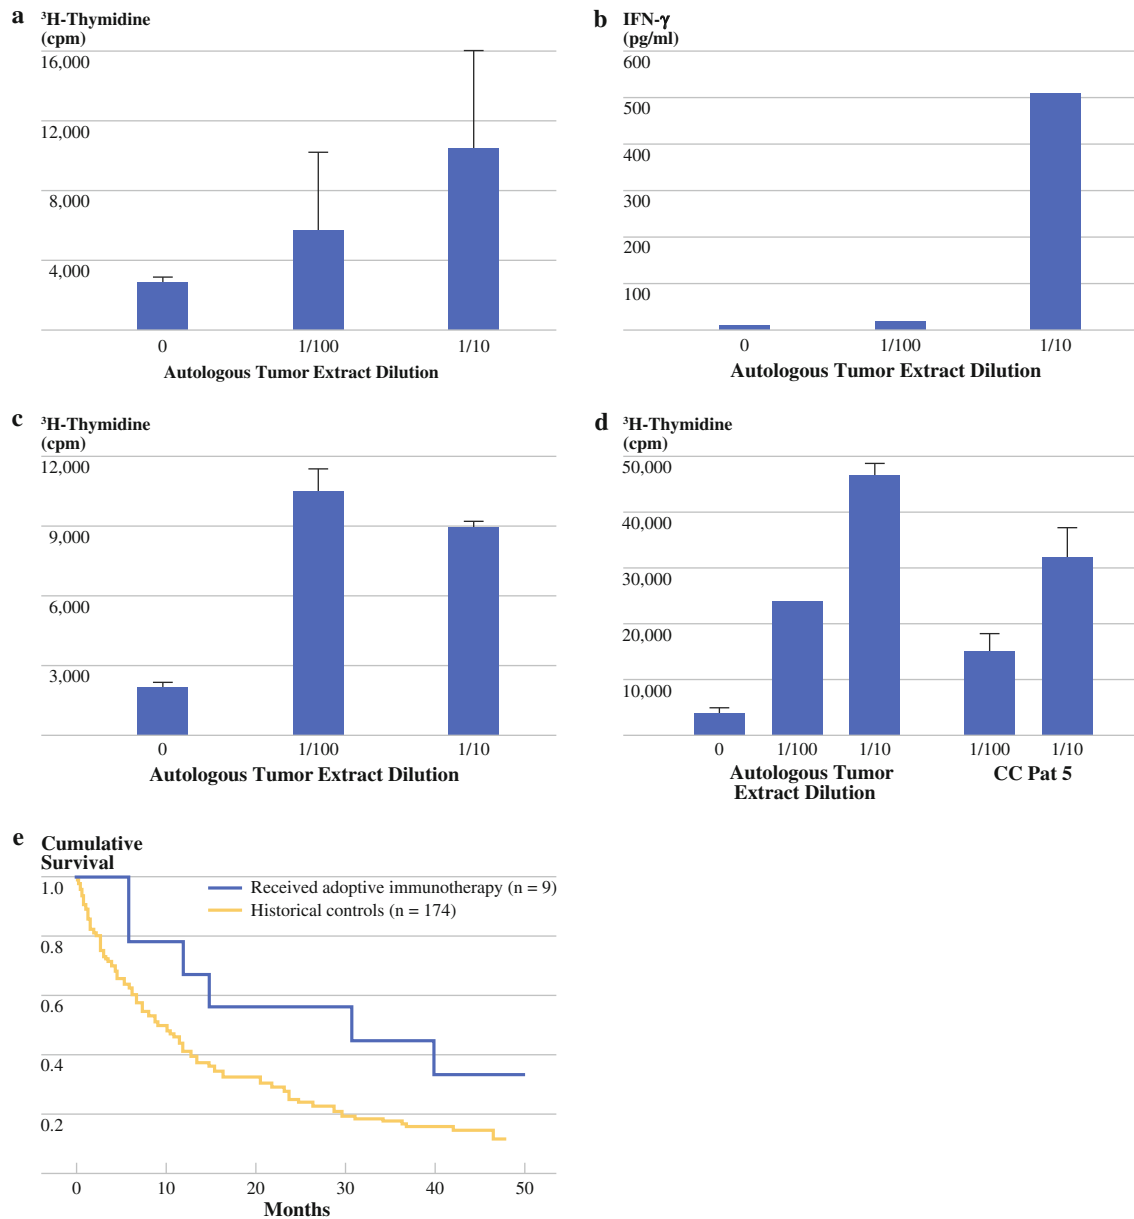 a ³H-Thymidine
(cpm)
16,000
12,000
8,000
4,000
0 1/100 1/10
Autologous Tumor Extract Dilution
b IFN-γ
(pg/ml)
600
500
400
300
200
100
0 1/100 1/10
Autologous Tumor Extract Dilution
c ³H-Thymidine
(cpm)
12,000
9,000
6,000
3,000
0 1/100 1/10
Autologous Tumor Extract Dilution
d ³H-Thymidine
(cpm)
50,000
40,000
30,000
20,000
10,000
0 1/100 1/10 1/100 1/10
Autologous Tumor
Extract Dilution
CC Pat 5
e Cumulative
Survival
1.0
0.8
0.6
0.4
0.2
Received adoptive immunotherapy (n = 9)
Historical controls (n = 174)
0 10 20 30 40 50
Months